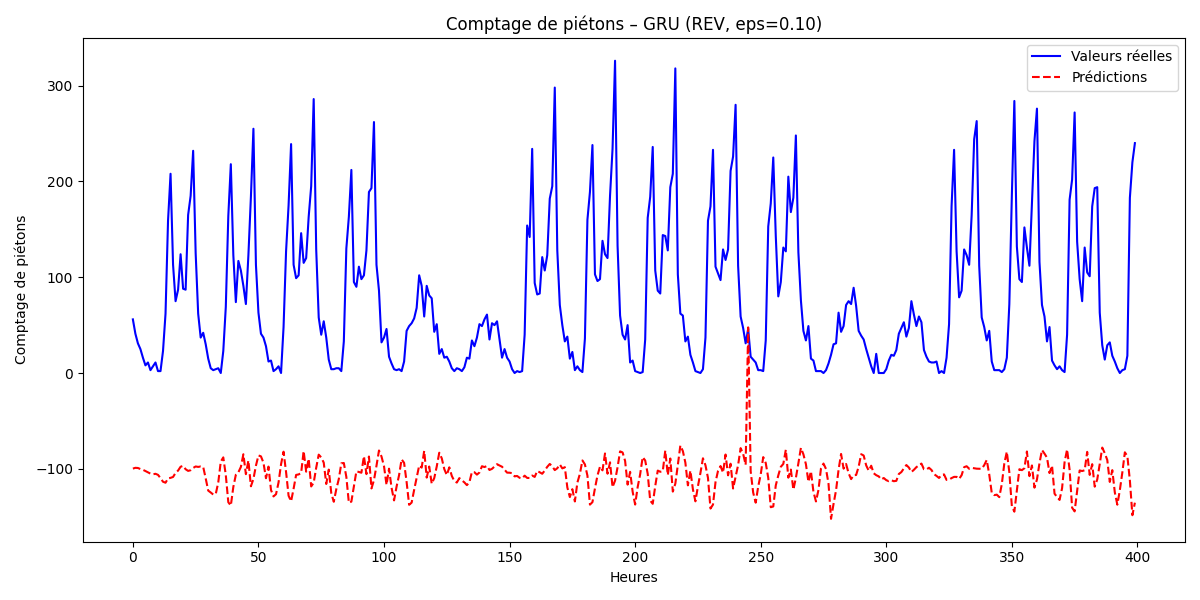 Comptage de piétons – GRU (REV, eps=0.10)
Valeurs réelles
Prédictions
Comptage de piétons
300
200
100
0
−100
0 50 100 150 200 250 300 350 400
Heures